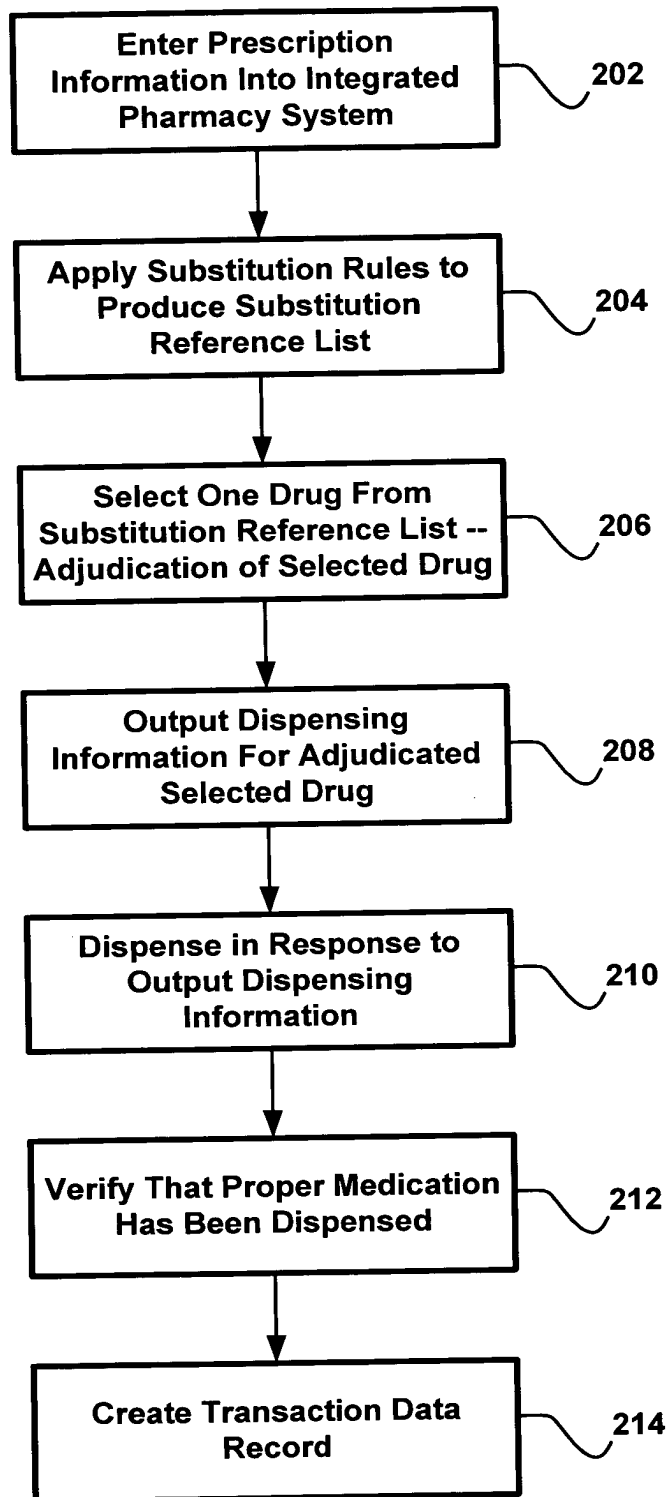 Enter Prescription
Information Into Integrated
Pharmacy System
202
Apply Substitution Rules to
Produce Substitution
Reference List
204
Select One Drug From
Substitution Reference List --
Adjudication of Selected Drug
206
Output Dispensing
Information For Adjudicated
Selected Drug
208
Dispense in Response to
Output Dispensing
Information
210
Verify That Proper Medication
Has Been Dispensed
212
Create Transaction Data
Record
214